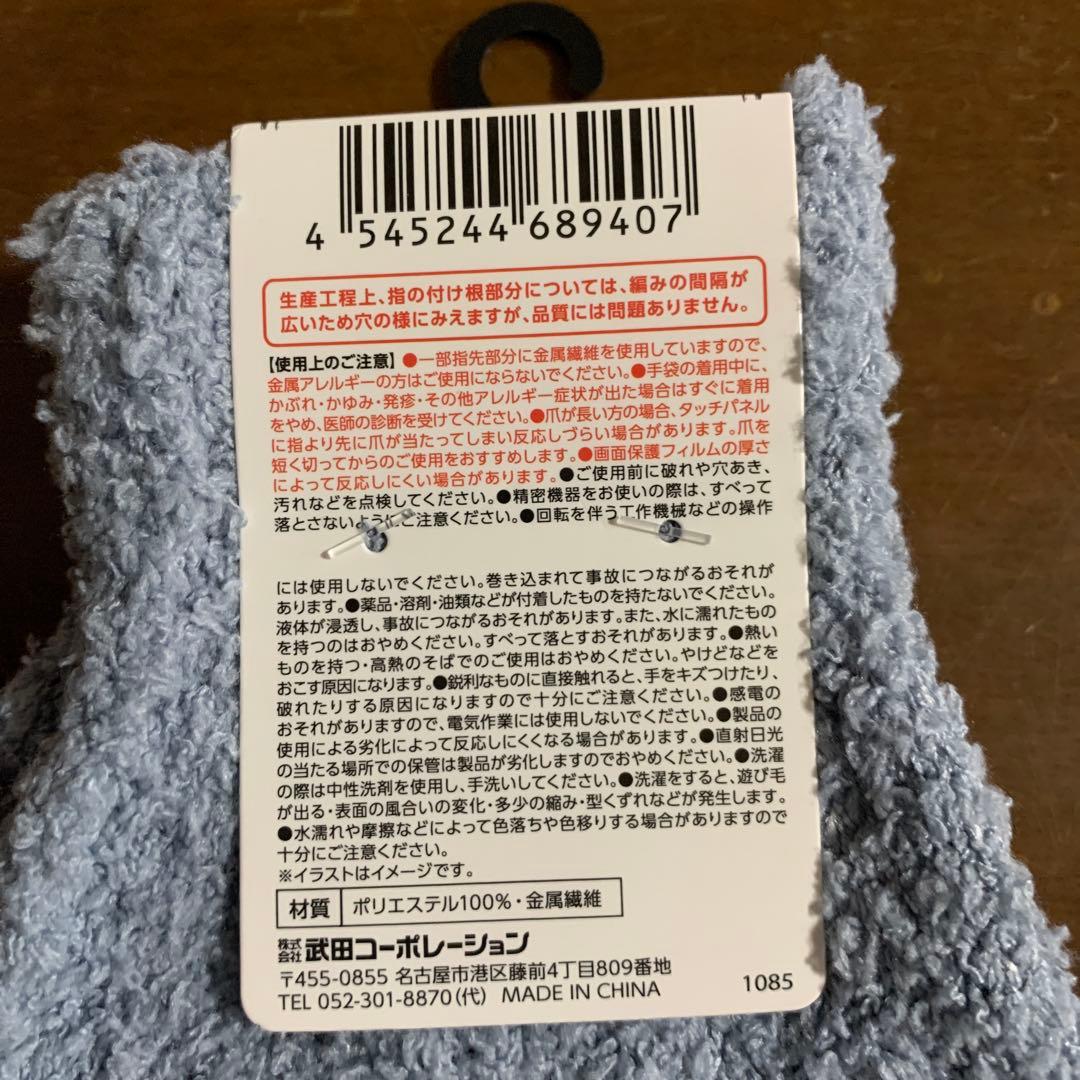 4 545244 689407
生産工程上、指の付け根部分については、編みの間隔が
広いため穴の様にみえますが、品質には問題ありません。
【使用上のご注意】●一部指先部分に金属繊維を使用していますので、
金属アレルギーの方はご使用にならないでください。●手袋の着用中に、
かぶれ・かゆみ・発疹・その他アレルギー症状が出た場合はすぐに着用
をやめ、医師の診断を受けてください。●爪が長い方の場合、タッチパネル
に指より先に爪が当たってしまい反応しづらい場合があります。爪を
短く切ってからのご使用をおすすめします。●画面保護フィルムの厚さ
によって反応しにくい場合があります。●ご使用前に破れや穴あき、
汚れなどを点検してください。●精密機器をお使いの際は、すべって
落とさないようにご注意ください。●回転を伴う工作機械などの操作
には使用しないでください。巻き込まれて事故につながるおそれが
あります。●薬品・溶剤・油類などが付着したものを持たないでください。
液体が浸透し、事故につながるおそれがあります。また、水に濡れたもの
を持つのはおやめください。すべって落とすおそれがあります。●熱い
ものを持つ・高熱のそばでのご使用はおやめください。やけどなどを
おこす原因になります。●鋭利なものに直接触れると、手をキズつけたり、
破れたりする原因になりますので十分にご注意ください。●感電の
おそれがありますので、電気作業には使用しないでください。●製品の
使用による劣化によって反応しにくくなる場合があります。●直射日光
の当たる場所での保管は製品が劣化しますのでおやめください。●洗濯
の際は中性洗剤を使用し、手洗いしてください。●洗濯をすると、遊び毛
が出る・表面の風合いの変化・多少の縮み・型くずれなどが発生します。
●水濡れや摩擦などによって色落ちや色移りする場合がありますので
十分にご注意ください。
※イラストはイメージです。
材質 ポリエステル100%・金属繊維
株式会社 武田コーポレーション
〒455-0855 名古屋市港区藤前4丁目809番地
TEL 052-301-8870(代) MADE IN CHINA 1085